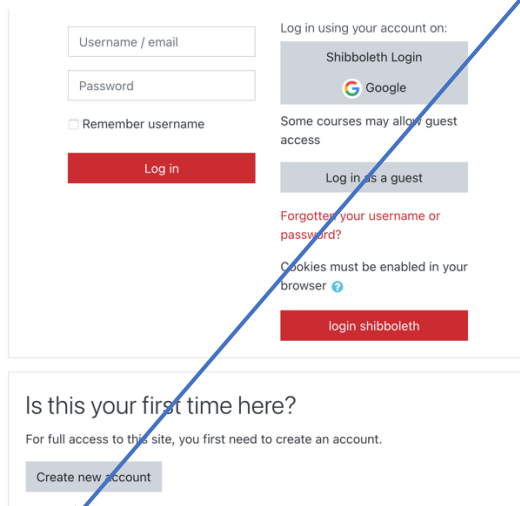 Username / email
Password
Remember username
Log in
Log in using your account on:
Shibboleth Login
Google
Some courses may allow guest
access
Log in as a guest
Forgotten your username or
password?
Cookies must be enabled in your
browser
login shibboleth
Is this your first time here?
For full access to this site, you first need to create an account.
Create new account